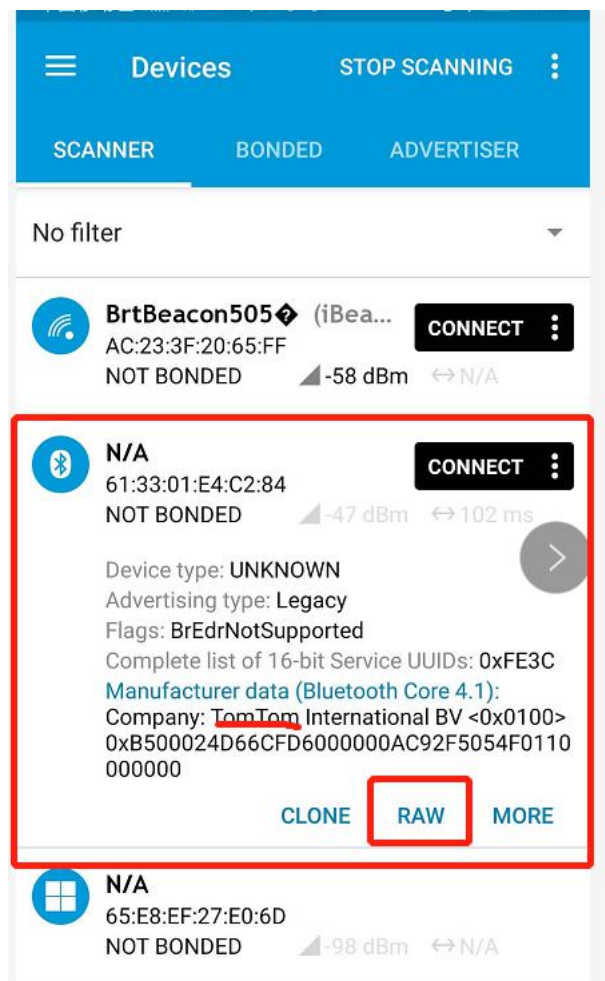 Devices
STOP SCANNING
SCANNER
BONDED
ADVERTISER
No filter
BrtBeacon505� (iBea...
CONNECT
AC:23:3F:20:65:FF
NOT BONDED
-58 dBm
N/A
N/A
CONNECT
61:33:01:E4:C2:84
NOT BONDED
-47 dBm
102 ms
Device type: UNKNOWN
Advertising type: Legacy
Flags: BrEdrNotSupported
Complete list of 16-bit Service UUIDs: 0xFE3C
Manufacturer data (Bluetooth Core 4.1):
Company: TomTom International BV <0x0100>
0xB500024D66CFD6000000AC92F5054F0110
000000
CLONE
RAW
MORE
N/A
65:E8:EF:27:E0:6D
NOT BONDED
-98 dBm
N/A